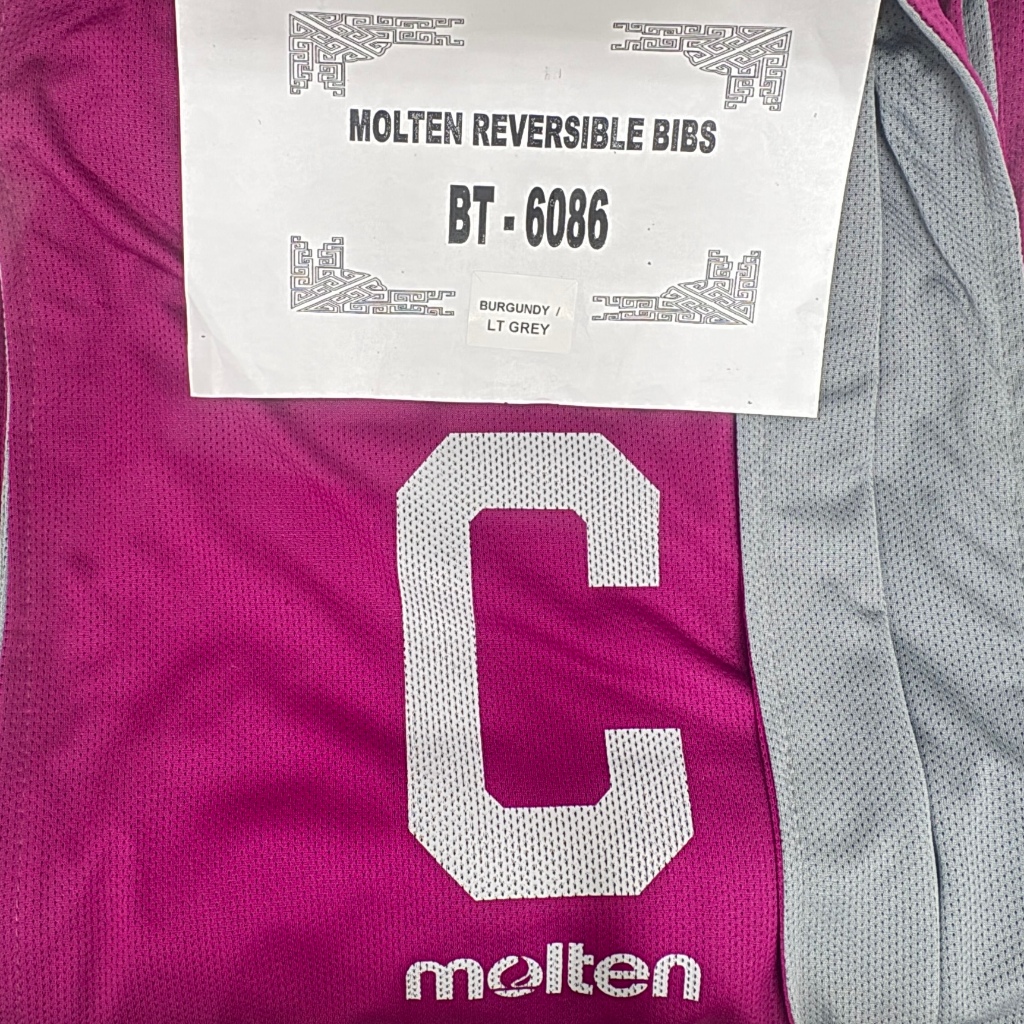 MOLTEN REVERSIBLE BIBS
BT - 6086
BURGUNDY /
LT GREY
C
molten